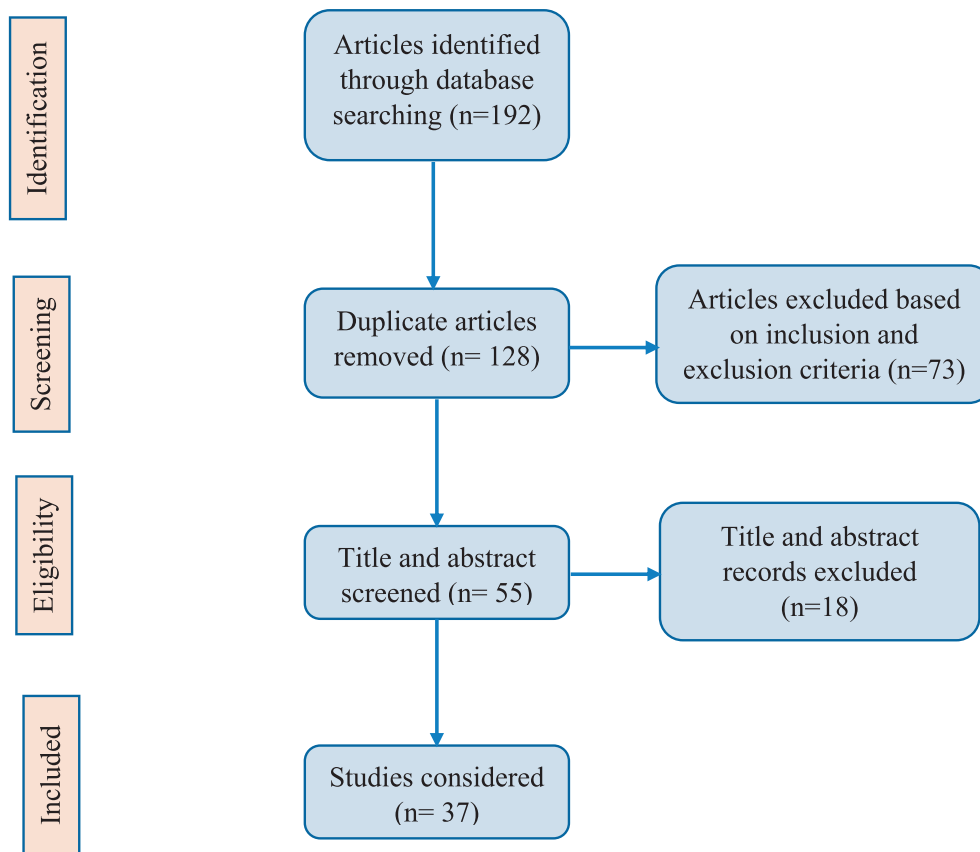 Identification
Articles identified
through database
searching (n=192)
Screening
Duplicate articles
removed (n= 128)
Articles excluded based
on inclusion and
exclusion criteria (n=73)
Eligibility
Title and abstract
screened (n= 55)
Title and abstract
records excluded
(n=18)
Included
Studies considered
(n= 37)